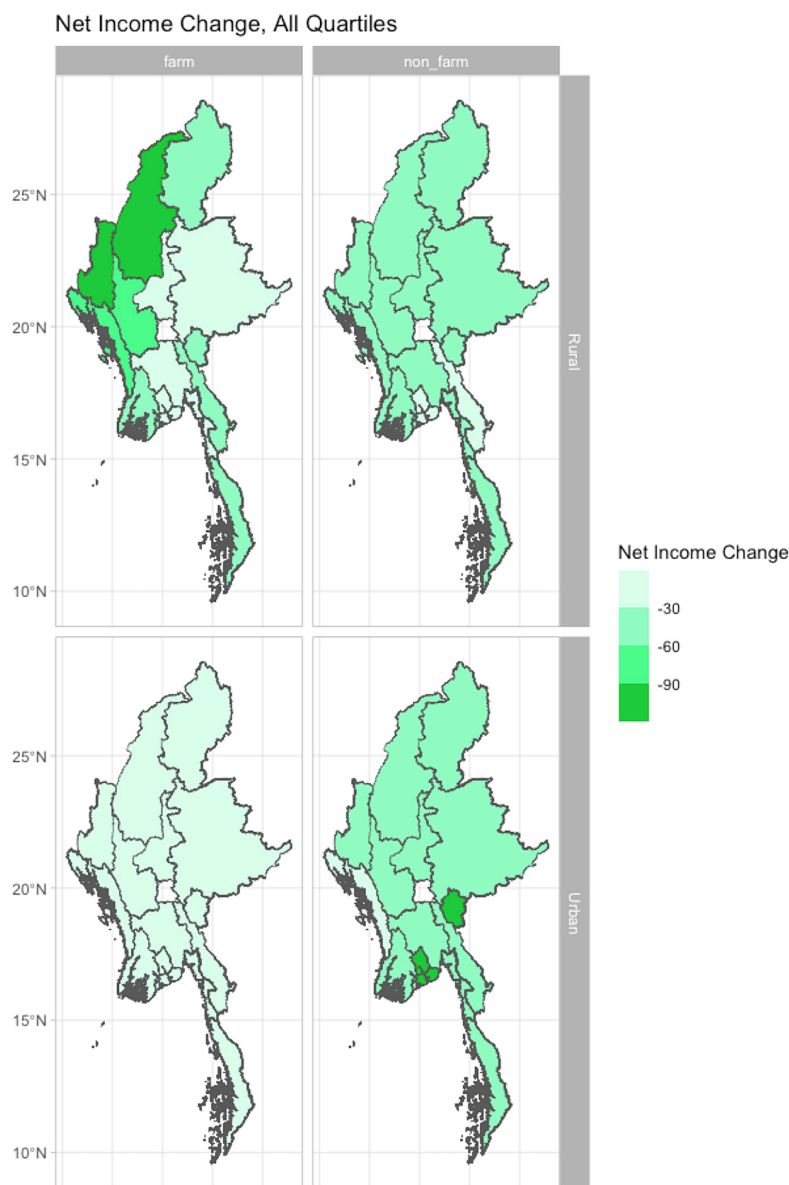 Net Income Change, All Quartiles
farm
non_farm
25°N
20°N
15°N
10°N
Rural
Net Income Change
-30
-60
-90
25°N
20°N
15°N
10°N
Urban